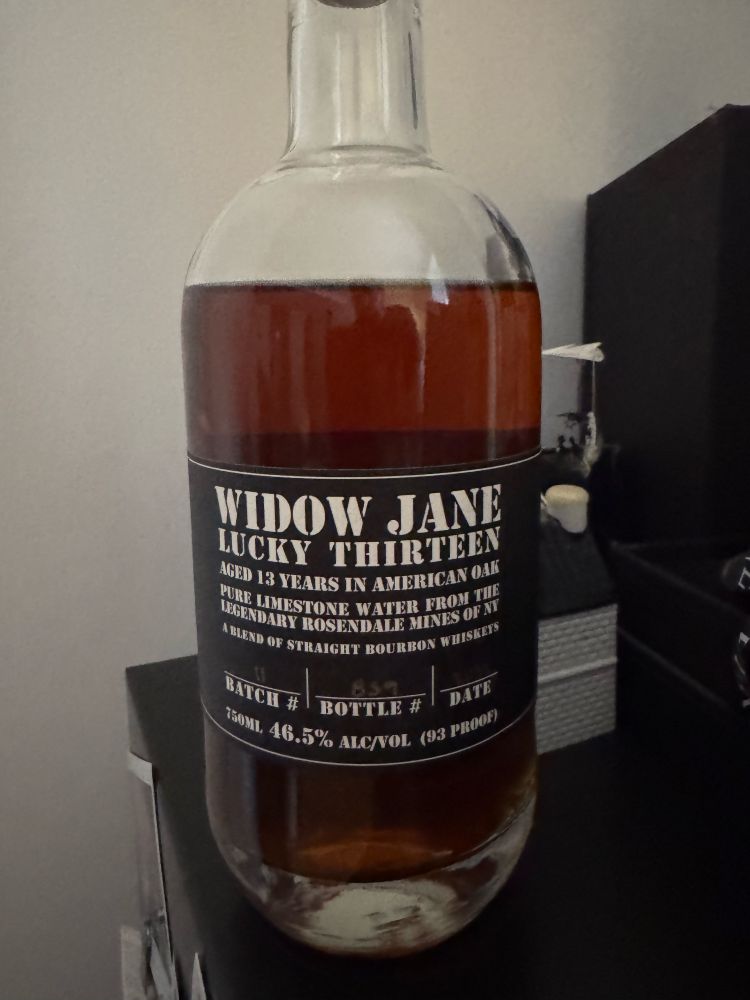 WIDOW JANE
LUCKY THIRTEEN
AGED 13 YEARS IN AMERICAN OAK
PURE LIMESTONE WATER FROM THE
LEGENDARY ROSENDALE MINES OF NY
A BLEND OF STRAIGHT BOURBON WHISKEYS
BATCH # BOTTLE # DATE
750ML 46.5% ALC/VOL (93 PROOF)